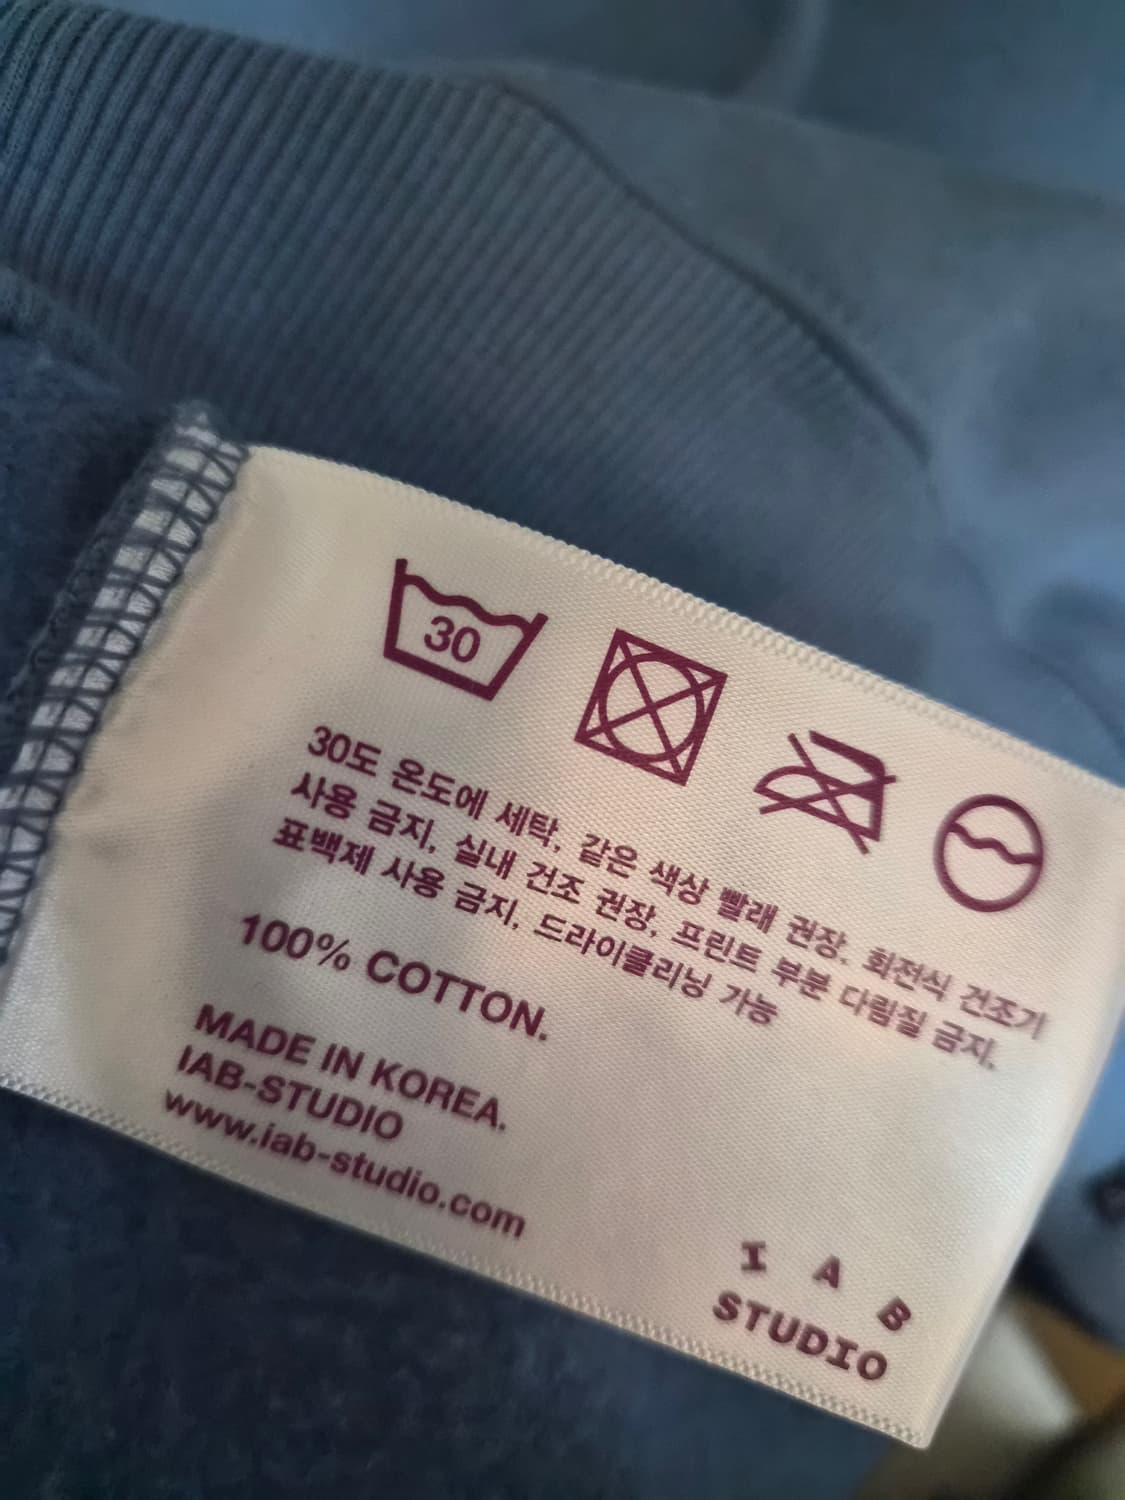 30
30도 온도에 세탁, 같은 색상 빨래 권장, 회전식 건조기
사용 금지, 실내 건조 권장, 프린트 부분 다림질 금지,
표백제 사용 금지, 드라이클리닝 가능
100% COTTON.
MADE IN KOREA.
IAB-STUDIO
www.iab-studio.com
I A B
STUDIO